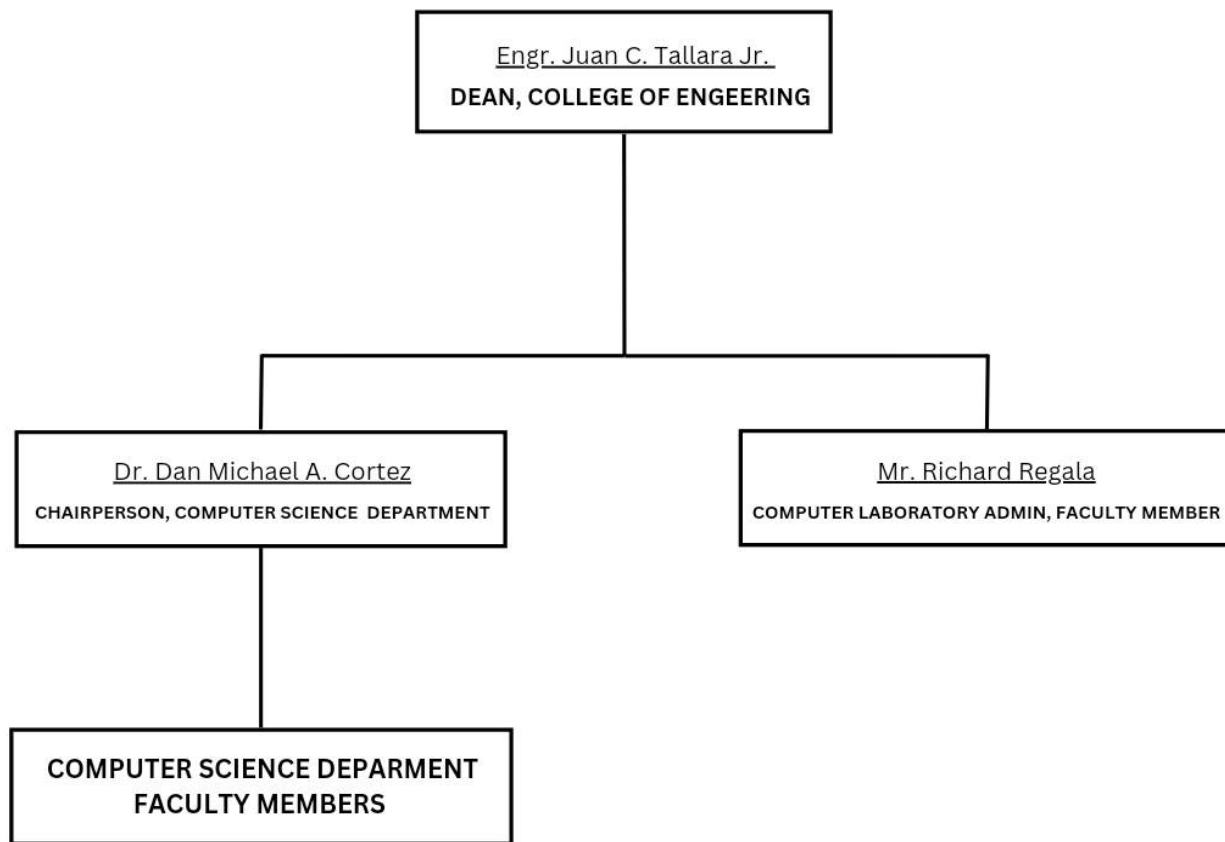 Engr. Juan C. Tallara Jr.
DEAN, COLLEGE OF ENGEERING
Dr. Dan Michael A. Cortez
CHAIRPERSON, COMPUTER SCIENCE DEPARTMENT
Mr. Richard Regala
COMPUTER LABORATORY ADMIN, FACULTY MEMBER
COMPUTER SCIENCE DEPARMENT
FACULTY MEMBERS